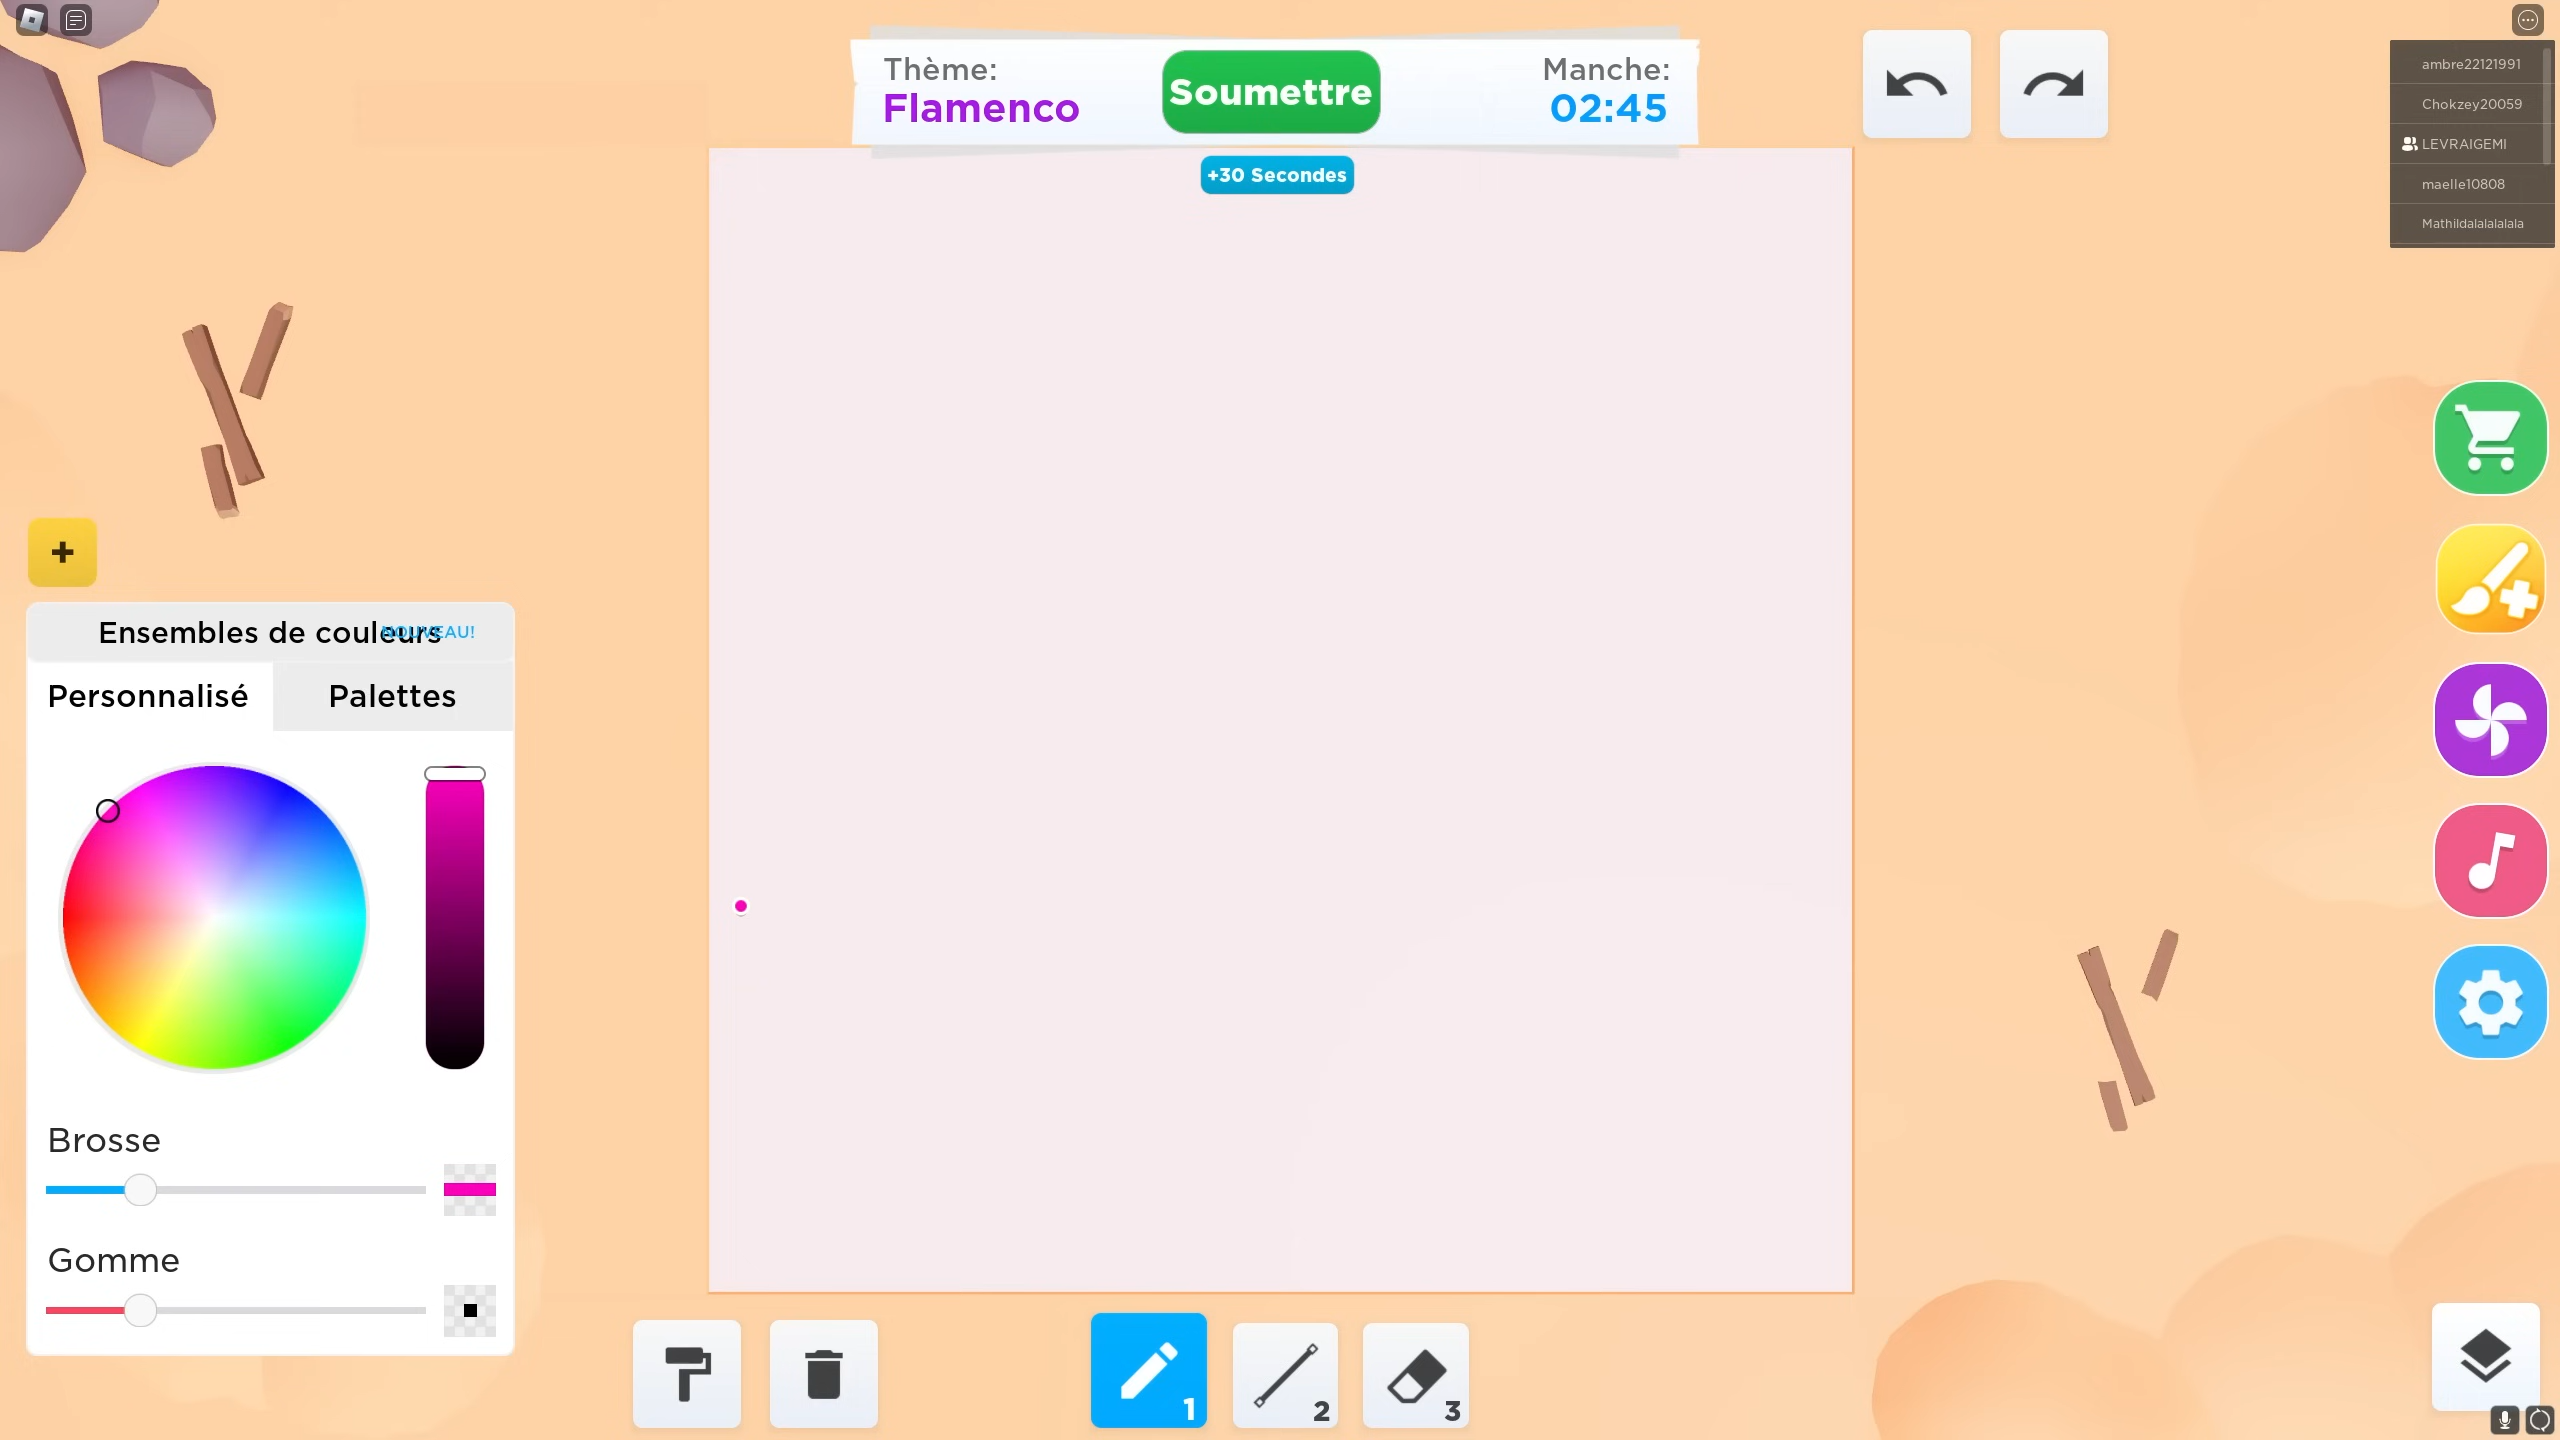 Thème:
Flamenco
Soumettre
Manche:
02:45
+30 Secondes
ambre22121991
Chokzey20059
LEVRAIGEMI
maelle10808
Mathildalalalalala
+
Ensembles de couleurs
NOUVEAU!
Personnalisé
Palettes
Brosse
Gomme
1
2
3